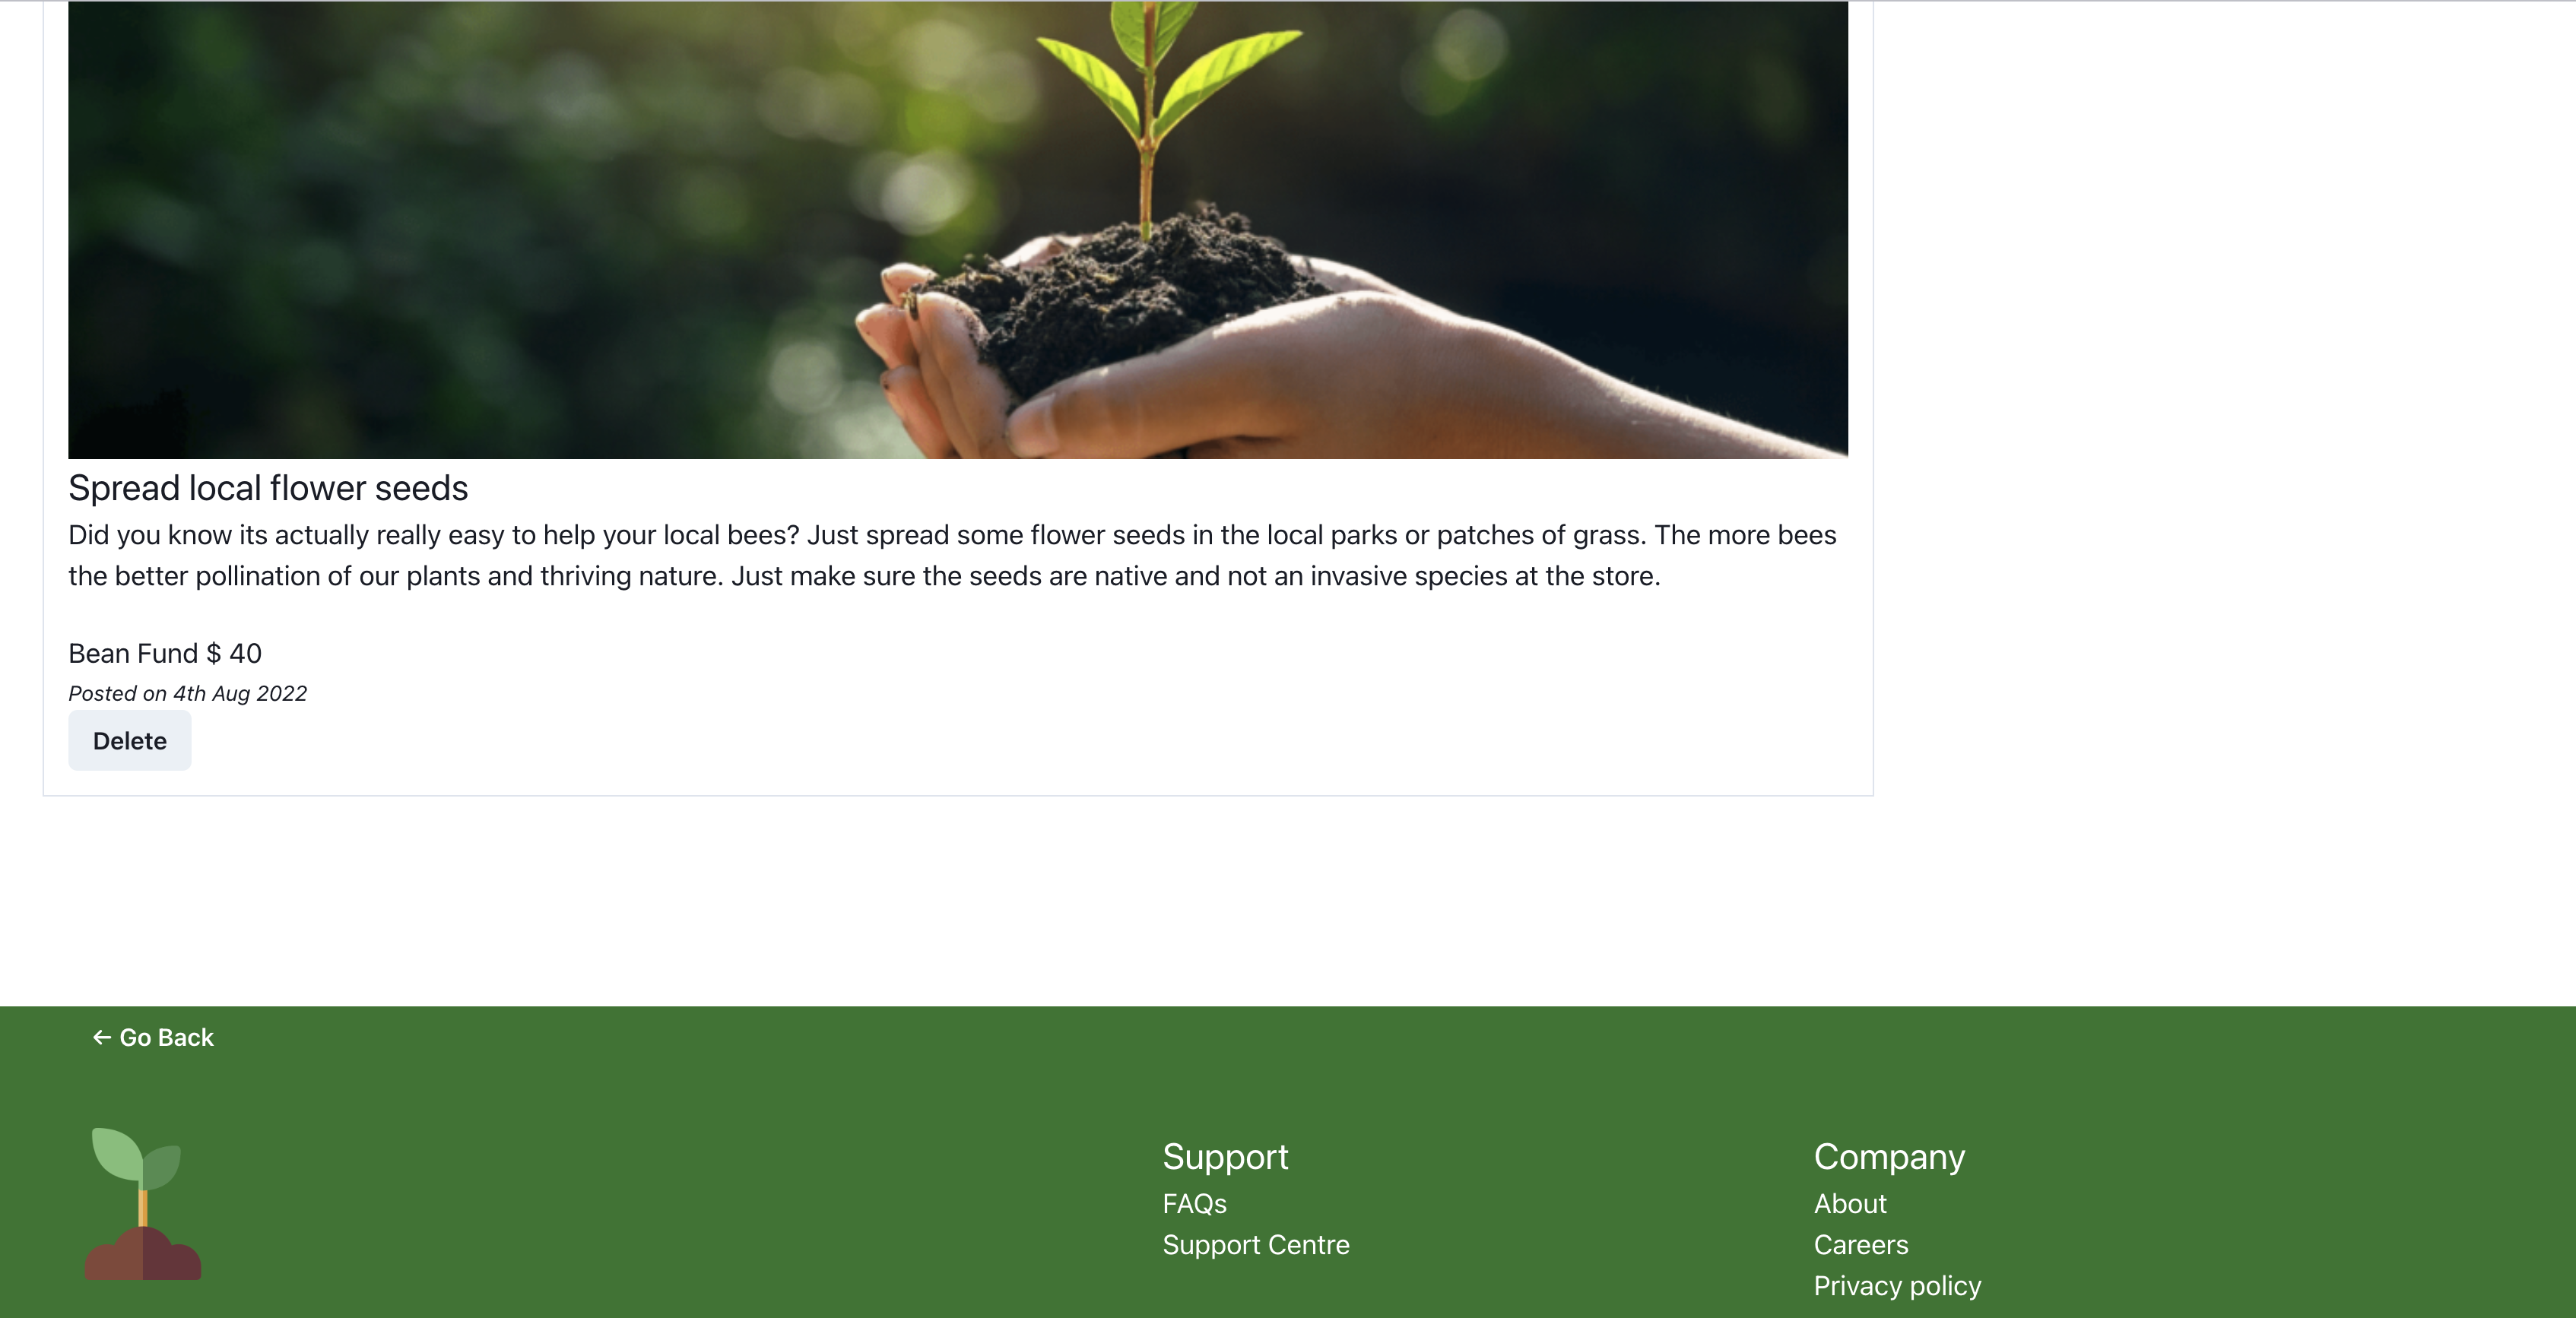 Spread local flower seeds
Did you know its actually really easy to help your local bees? Just spread some flower seeds in the local parks or patches of grass. The more bees
the better pollination of our plants and thriving nature. Just make sure the seeds are native and not an invasive species at the store.
Bean Fund $ 40
Posted on 4th Aug 2022
Delete
← Go Back
Support
FAQs
Support Centre
Company
About
Careers
Privacy policy